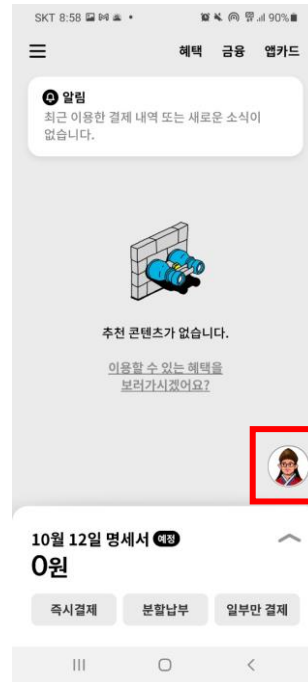 SKT 8:58
90%
혜택 금융 앱카드
알림
최근 이용한 결제 내역 또는 새로운 소식이
없습니다.
추천 콘텐츠가 없습니다.
이용할 수 있는 혜택을
보러가시겠어요?
10월 12일 명세서 예정
0원
즉시결제 분할납부 일부만 결제